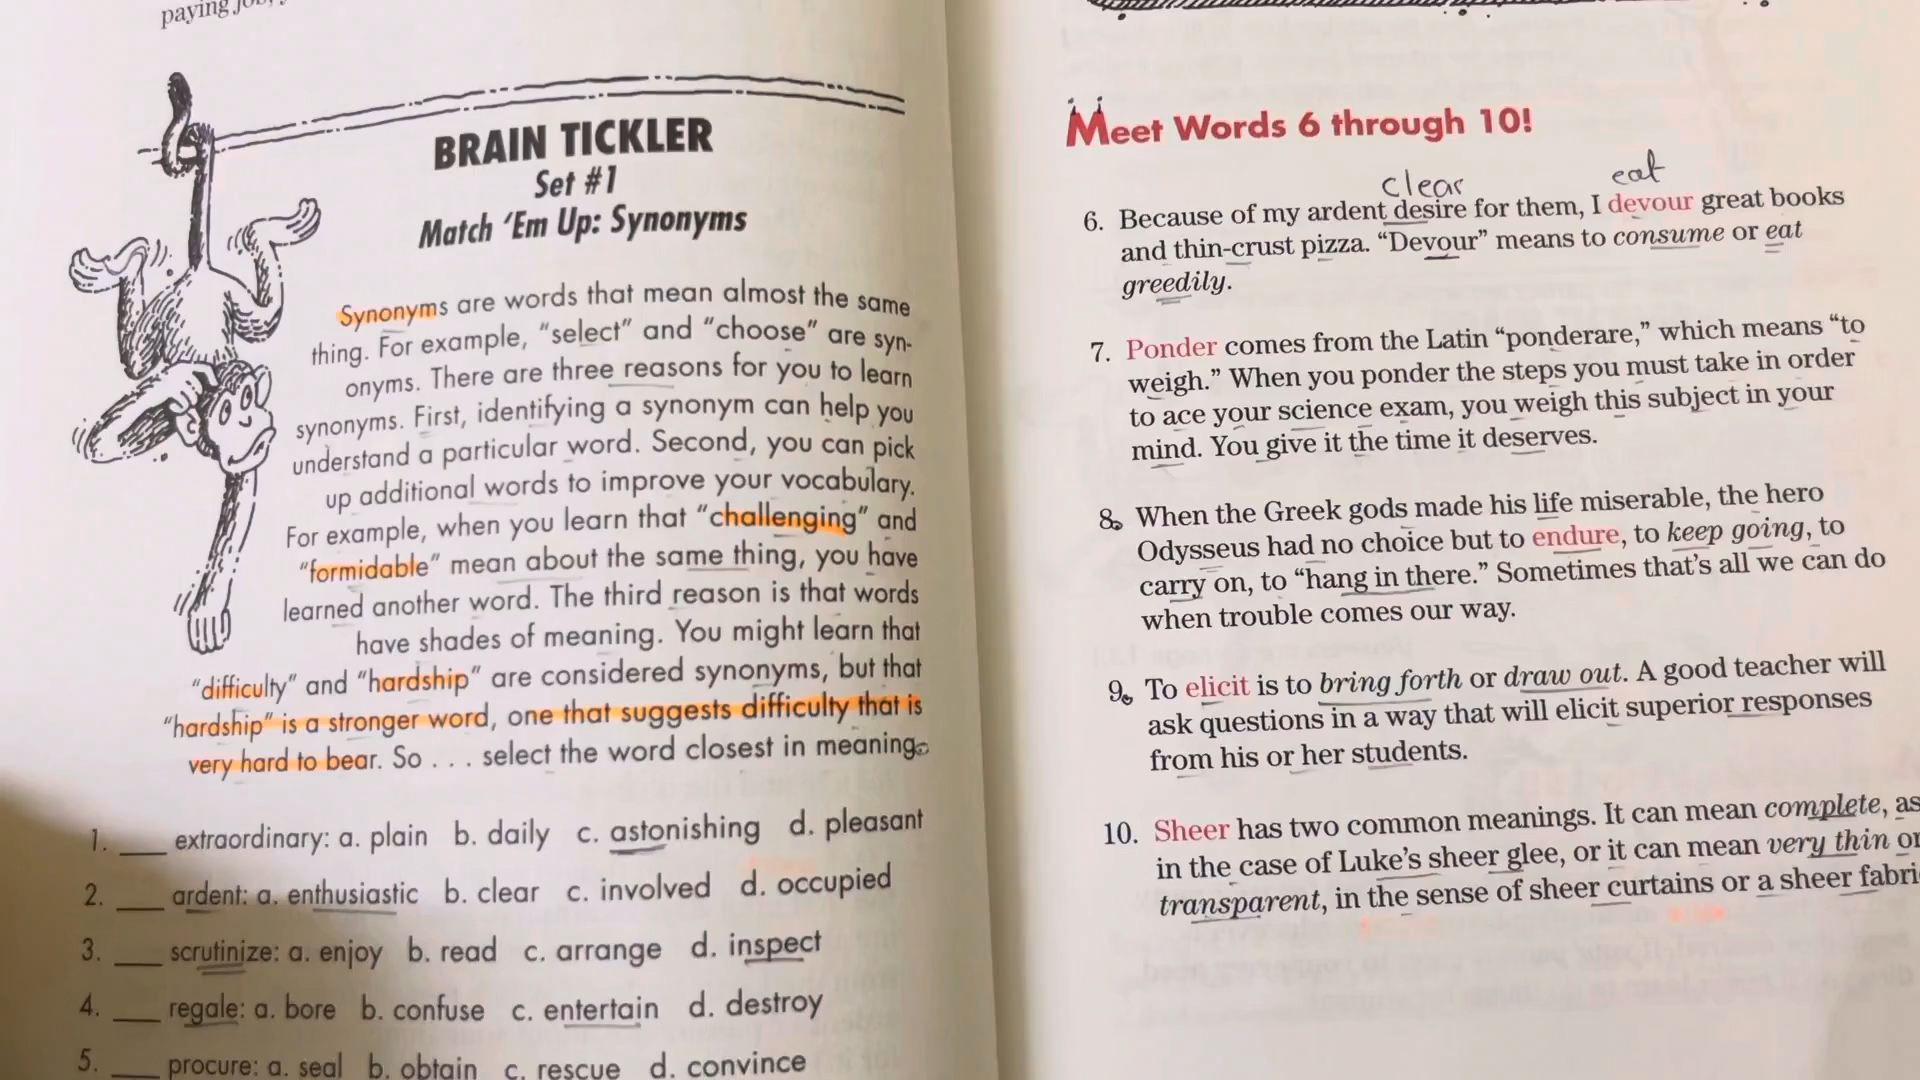 paying
BRAIN TICKLER
Set #1
Match ’Em Up: Synonyms
Synonyms are words that mean almost the same
thing. For example, “select” and “choose” are syn-
onyms. There are three reasons for you to learn
synonyms. First, identifying a synonym can help you
understand a particular word. Second, you can pick
up additional words to improve your vocabulary.
For example, when you learn that “challenging” and
“formidable” mean about the same thing, you have
learned another word. The third reason is that words
have shades of meaning. You might learn that
“difficulty” and “hardship” are considered synonyms, but that
“hardship” is a stronger word, one that suggests difficulty that is
very hard to bear. So . . . select the word closest in meaning.
1. ___ extraordinary: a. plain b. daily c. astonishing d. pleasant
2. ___ ardent: a. enthusiastic b. clear c. involved d. occupied
3. ___ scrutinize: a. enjoy b. read c. arrange d. inspect
4. ___ regale: a. bore b. confuse c. entertain d. destroy
5. ___ procure: a. seal b. obtain c. rescue d. convince
Meet Words 6 through 10!
clear eat
6. Because of my ardent desire for them, I devour great books
and thin-crust pizza. “Devour” means to consume or eat
greedily.
7. Ponder comes from the Latin “ponderare,” which means “to
weigh.” When you ponder the steps you must take in order
to ace your science exam, you weigh this subject in your
mind. You give it the time it deserves.
8. When the Greek gods made his life miserable, the hero
Odysseus had no choice but to endure, to keep going, to
carry on, to “hang in there.” Sometimes that’s all we can do
when trouble comes our way.
9. To elicit is to bring forth or draw out. A good teacher will
ask questions in a way that will elicit superior responses
from his or her students.
10. Sheer has two common meanings. It can mean complete, as
in the case of Luke’s sheer glee, or it can mean very thin or
transparent, in the sense of sheer curtains or a sheer fabri